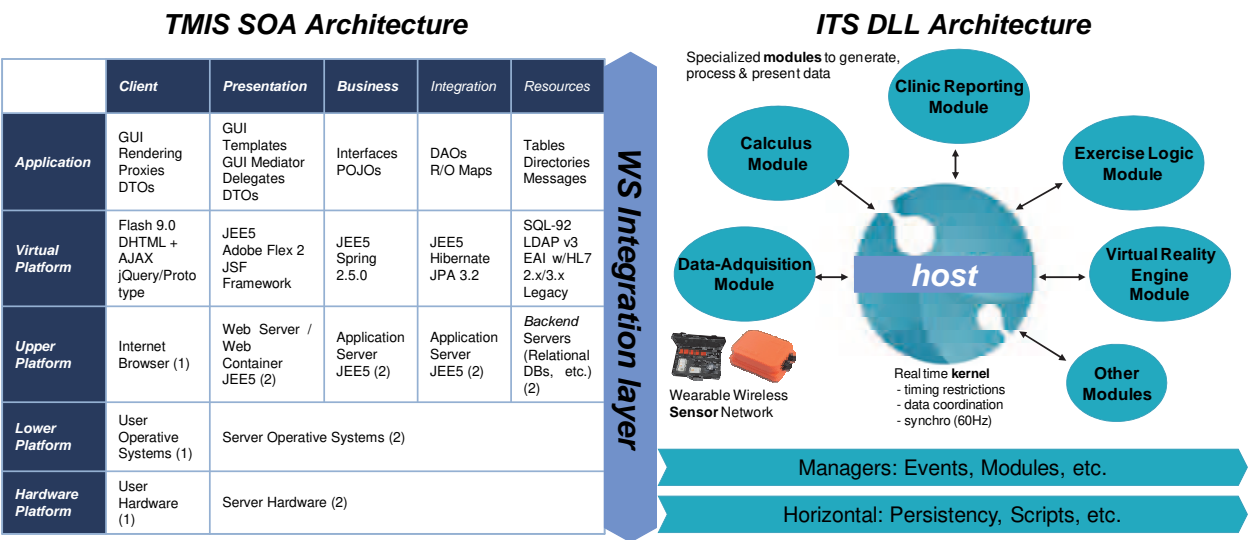 TMIS SOA Architecture
Client
Presentation
Business
Integration
Resources
Application
GUI
Rendering
Proxies
DTOs
GUI
Templates
GUI Mediator
Delegates
DTOs
Interfaces
POJOs
DAOs
R/O Maps
Tables
Directories
Messages
Virtual
Platform
Flash 9.0
DHTML +
AJAX
jQuery/Proto
type
JEE5
Adobe Flex 2
JSF
Framework
JEE5
Spring
2.5.0
JEE5
Hibernate
JPA 3.2
SQL-92
LDAP v3
EAI w/HL7
2.x/3.x
Legacy
Upper
Platform
Internet
Browser (1)
Web Server /
Web
Container
JEE5 (2)
Application
Server
JEE5 (2)
Application
Server
JEE5 (2)
Backend
Servers
(Relational
DBs, etc.)
(2)
Lower
Platform
User
Operative
Systems (1)
Server Operative Systems (2)
Hardware
Platform
User
Hardware
(1)
Server Hardware (2)
WS Integration layer
ITS DLL Architecture
Specialized modules to generate,
process & present data
Clinic Reporting
Module
Calculus
Module
Exercise Logic
Module
Data-Adquisition
Module
host
Virtual Reality
Engine
Module
Other
Modules
Wearable Wireless
Sensor Network
Real time kernel
- timing restrictions
- data coordination
- synchro (60Hz)
Managers: Events, Modules, etc.
Horizontal: Persistency, Scripts, etc.